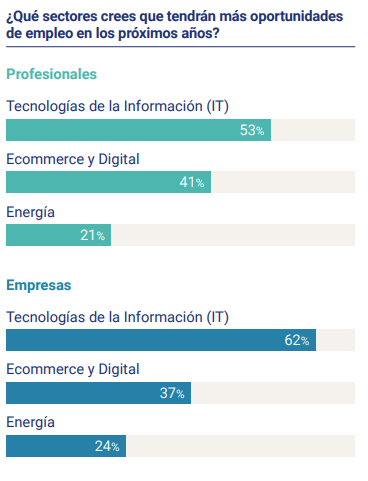 ¿Qué sectores crees que tendrán más oportunidades
de empleo en los próximos años?
Profesionales
Tecnologías de la Información (IT)
53%
Ecommerce y Digital
41%
Energía
21%
Empresas
Tecnologías de la Información (IT)
62%
Ecommerce y Digital
37%
Energía
24%